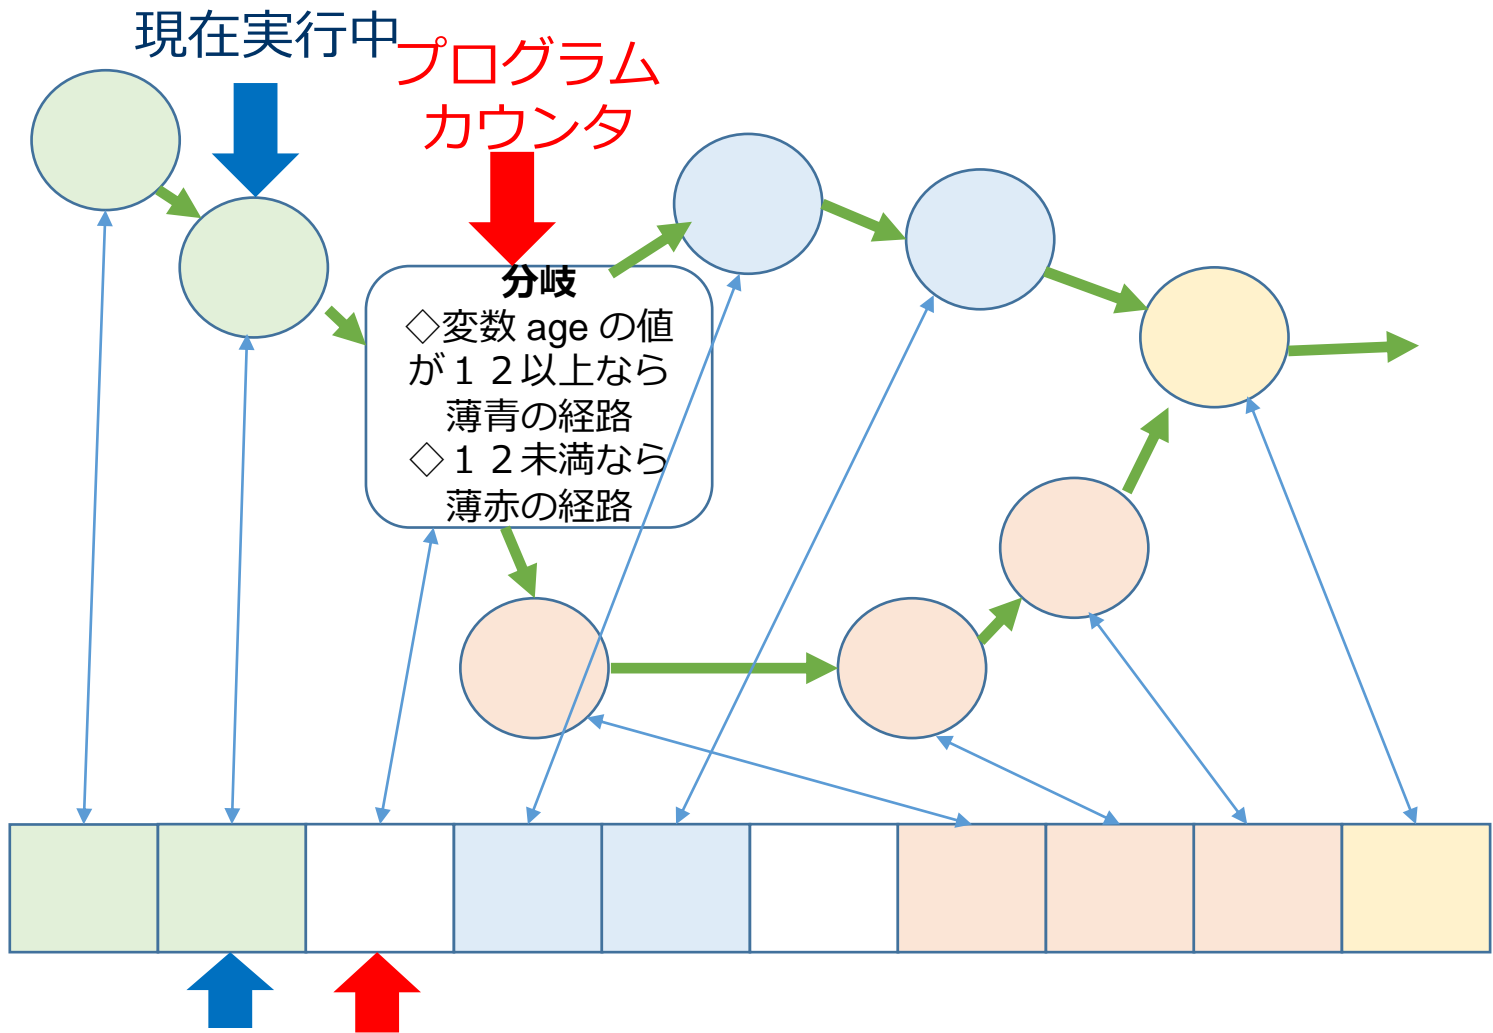 現在実行中
プログラム
カウンタ
分岐
◇変数 age の値
が１２以上なら
薄青の経路
◇１２未満なら
薄赤の経路